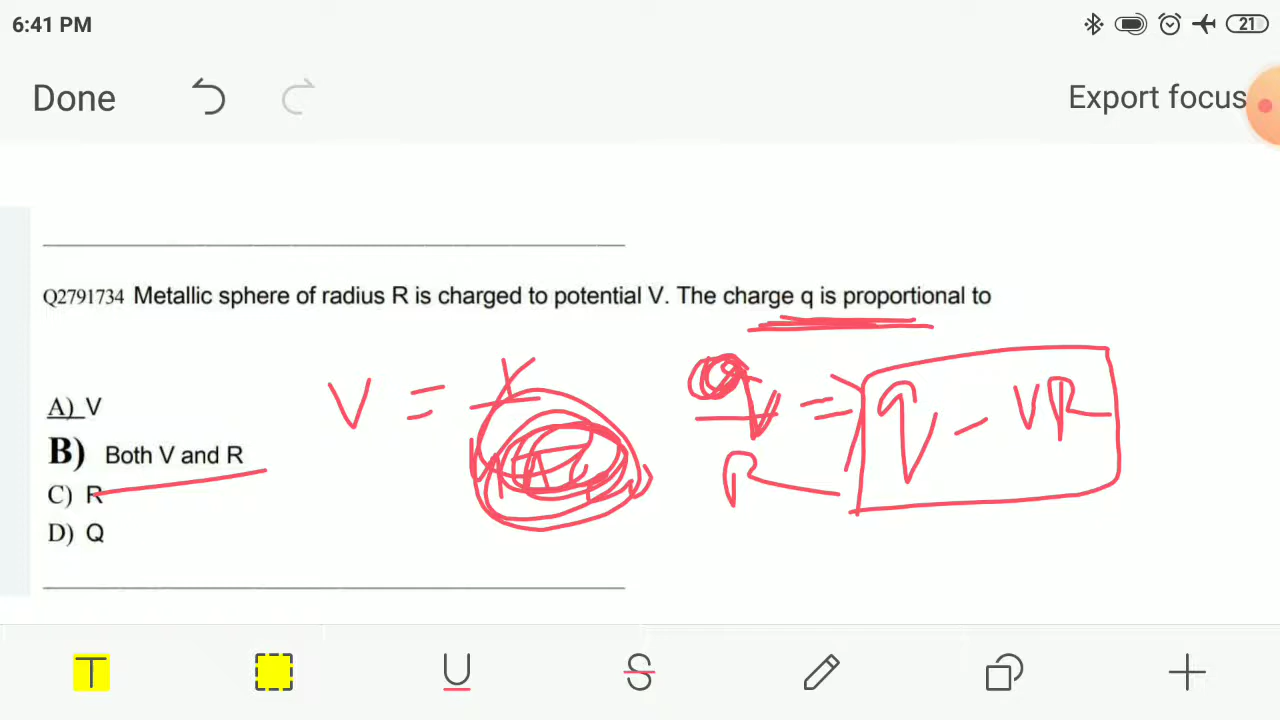 6:41 PM
21
Done
Export focus
Q2791734 Metallic sphere of radius R is charged to potential V. The charge q is proportional to
A) V
B) Both V and R
C) R
D) Q
V = 1
q V
R
q - VR
T U S